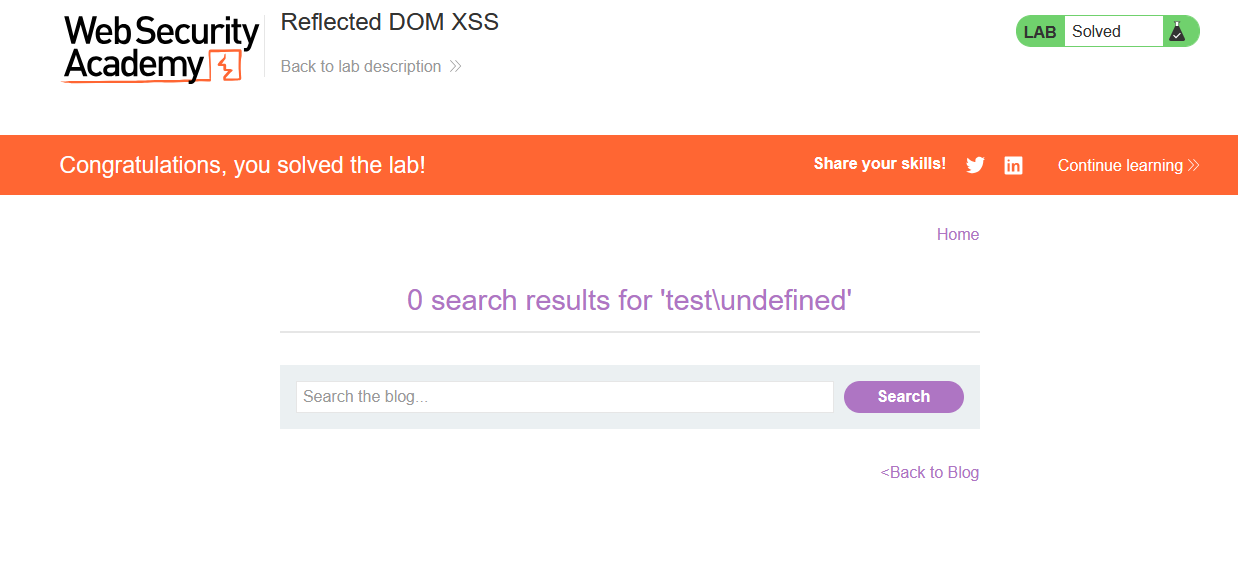 Web Security
Academy
Reflected DOM XSS
Back to lab description
LAB Solved
Congratulations, you solved the lab!
Share your skills!
Continue learning
Home
0 search results for 'test\undefined'
Search the blog...
Search
<Back to Blog